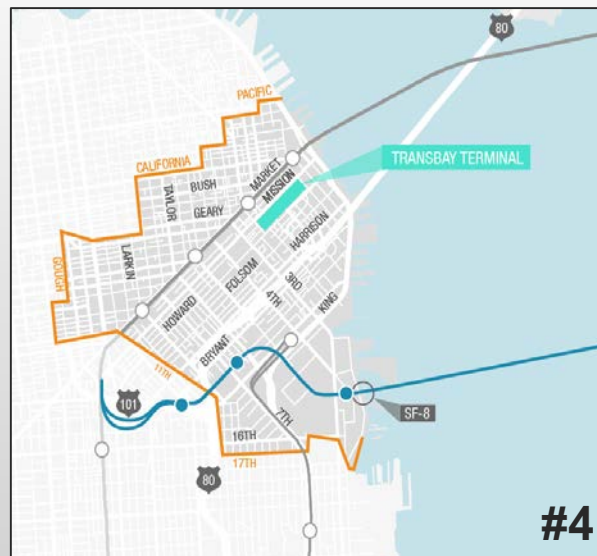 80
PACIFIC
CALIFORNIA
TRANSBAY TERMINAL
BUSH
MARKET
MISSION
TAYLOR
GEARY
HARRISON
GOUGH
LARKIN
FOLSOM
3RD
HOWARD
4TH
KING
BRYANT
11TH
101
SF-8
7TH
16TH
17TH
80
#4